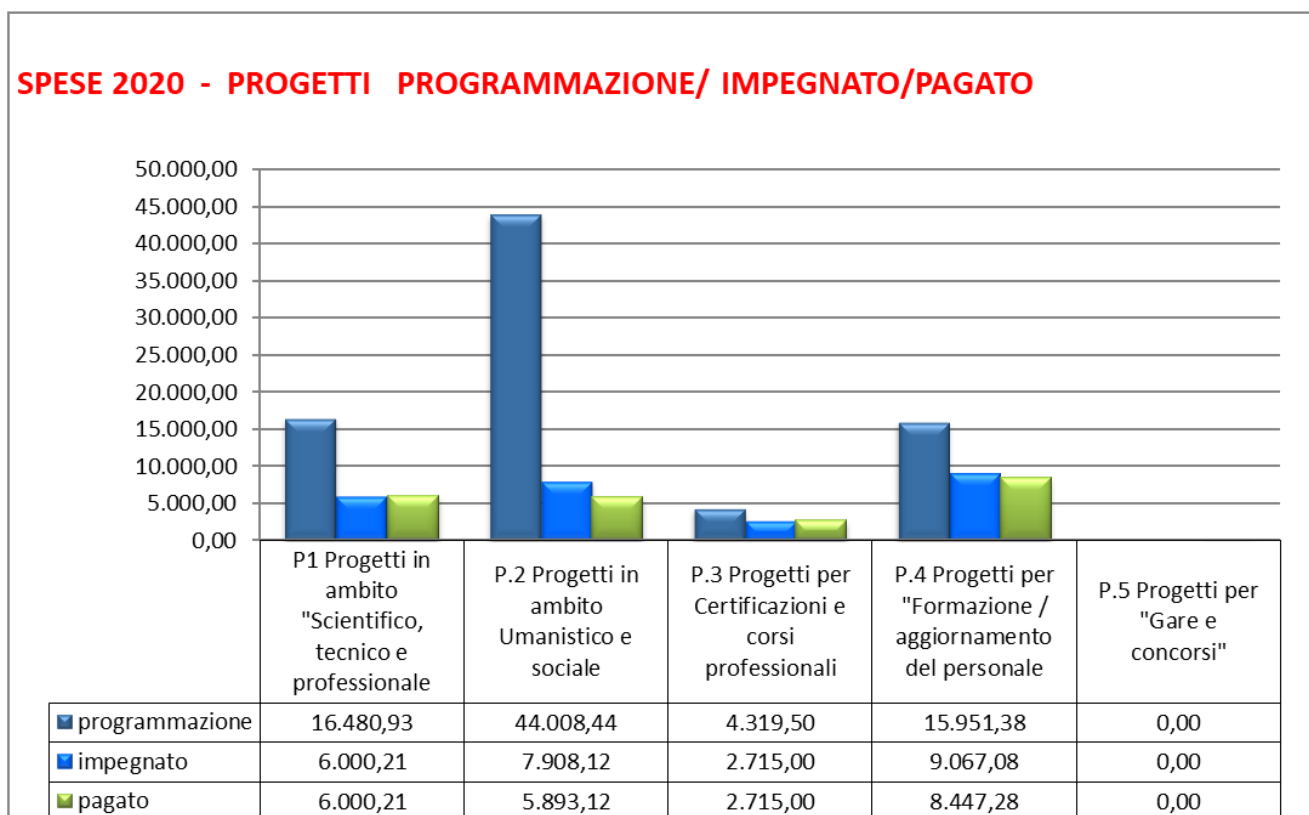 SPESE 2020 - PROGETTI PROGRAMMAZIONE/ IMPEGNATO/PAGATO
50.000,00
45.000,00
40.000,00
35.000,00
30.000,00
25.000,00
20.000,00
15.000,00
10.000,00
5.000,00
0,00
P1 Progetti in
ambito
"Scientifico,
tecnico e
professionale
P.2 Progetti in
ambito
Umanistico e
sociale
P.3 Progetti per
Certificazioni e
corsi
professionali
P.4 Progetti per
"Formazione /
aggiornamento
del personale
P.5 Progetti per
"Gare e
concorsi"
programmazione 16.480,93 44.008,44 4.319,50 15.951,38 0,00
impegnato 6.000,21 7.908,12 2.715,00 9.067,08 0,00
pagato 6.000,21 5.893,12 2.715,00 8.447,28 0,00